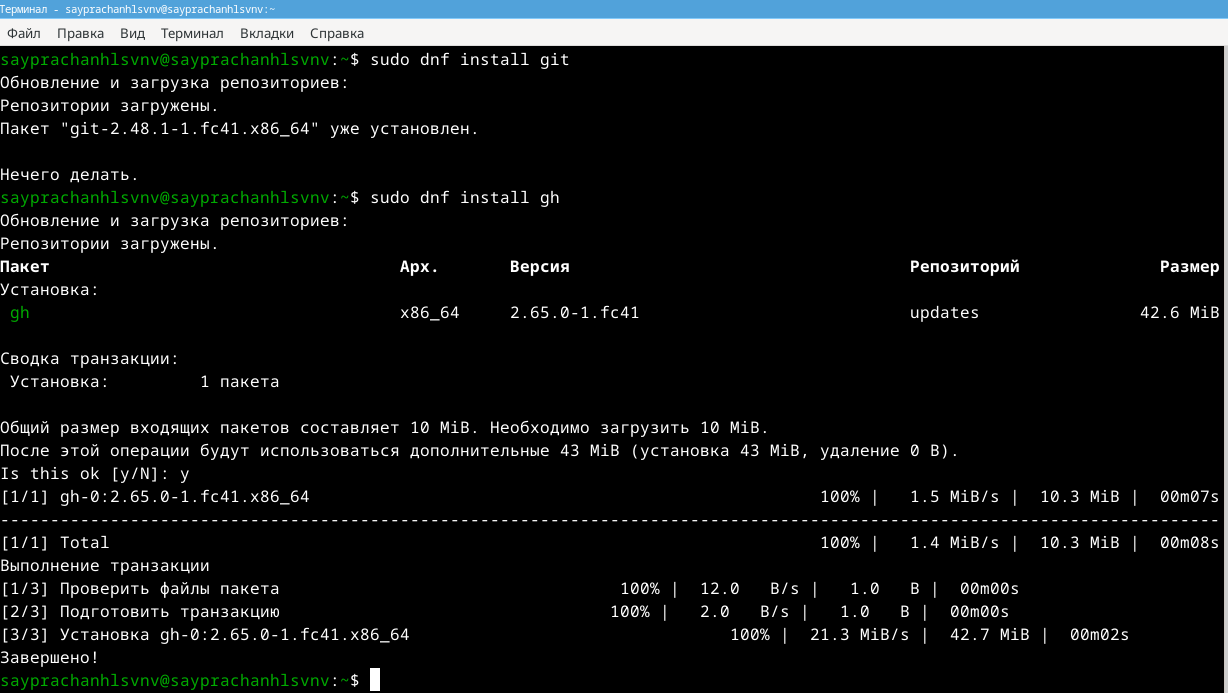 Терминал - sayprachanhlsvnv@sayprachanhlsvnv:~
Файл Правка Вид Терминал Вкладки Справка
sayprachanhlsvnv@sayprachanhlsvnv:~$ sudo dnf install git
Обновление и загрузка репозиториев:
Репозитории загружены.
Пакет "git-2.48.1-1.fc41.x86_64" уже установлен.
Нечего делать.
sayprachanhlsvnv@sayprachanhlsvnv:~$ sudo dnf install gh
Обновление и загрузка репозиториев:
Репозитории загружены.
Пакет Арх. Версия Репозиторий Размер
Установка:
gh x86_64 2.65.0-1.fc41 updates 42.6 MiB
Сводка транзакции:
Установка: 1 пакета
Общий размер входящих пакетов составляет 10 MiB. Необходимо загрузить 10 MiB.
После этой операции будут использоваться дополнительные 43 MiB (установка 43 MiB, удаление 0 B).
Is this ok [y/N]: y
[1/1] gh-0:2.65.0-1.fc41.x86_64 100% | 1.5 MiB/s | 10.3 MiB | 00m07s
--------------------------------------------------------------------------------------------------------------------------
[1/1] Total 100% | 1.4 MiB/s | 10.3 MiB | 00m08s
Выполнение транзакции
[1/3] Проверить файлы пакета 100% | 12.0 B/s | 1.0 B | 00m00s
[2/3] Подготовить транзакцию 100% | 2.0 B/s | 1.0 B | 00m00s
[3/3] Установка gh-0:2.65.0-1.fc41.x86_64 100% | 21.3 MiB/s | 42.7 MiB | 00m02s
Завершено!
sayprachanhlsvnv@sayprachanhlsvnv:~$